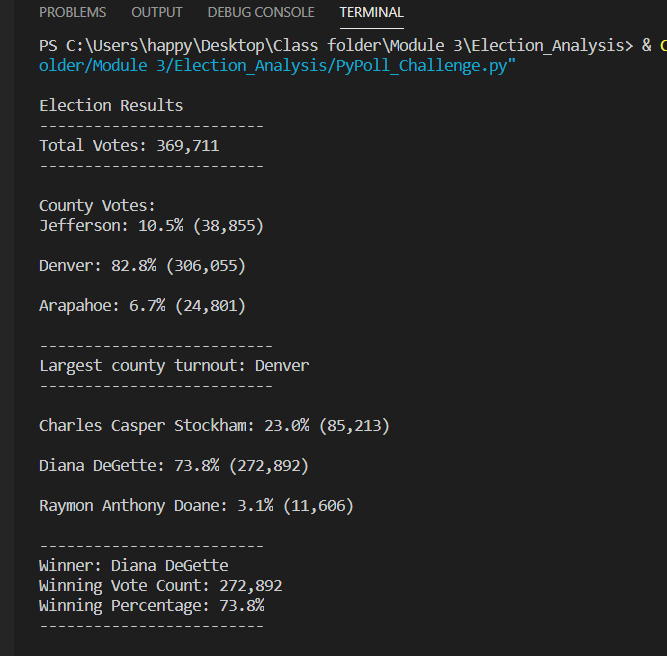 PROBLEMS OUTPUT DEBUG CONSOLE TERMINAL
PS C:\Users\happy\Desktop\Class folder\Module 3\Election_Analysis> & C
older/Module 3/Election_Analysis/PyPoll_Challenge.py"
Election Results
-------------------------
Total Votes: 369,711
-------------------------
County Votes:
Jefferson: 10.5% (38,855)
Denver: 82.8% (306,055)
Arapahoe: 6.7% (24,801)
--------------------------
Largest county turnout: Denver
--------------------------
Charles Casper Stockham: 23.0% (85,213)
Diana DeGette: 73.8% (272,892)
Raymon Anthony Doane: 3.1% (11,606)
-------------------------
Winner: Diana DeGette
Winning Vote Count: 272,892
Winning Percentage: 73.8%
-------------------------